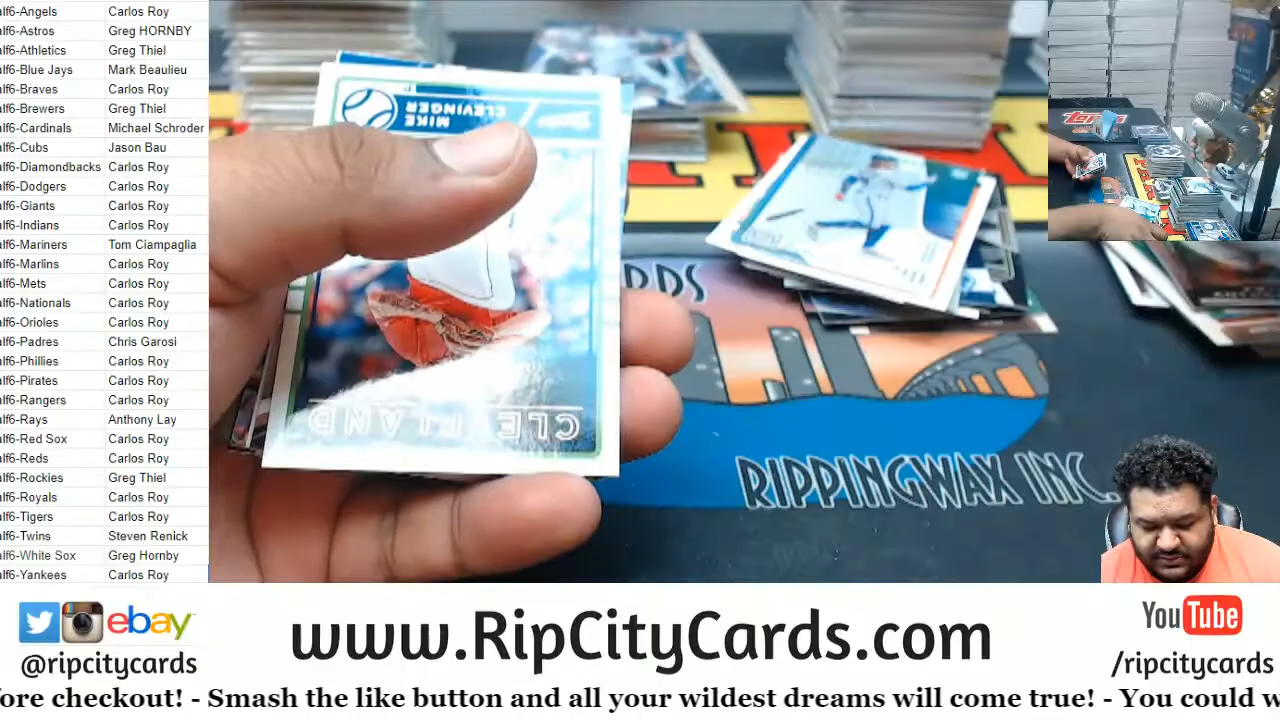 alf6-Angels Carlos Roy
alf6-Astros Greg HORNBY
alf6-Athletics Greg Thiel
alf6-Blue Jays Mark Beaulieu
alf6-Braves Carlos Roy
alf6-Brewers Greg Thiel
alf6-Cardinals Michael Schroder
alf6-Cubs Jason Bau
alf6-Diamondbacks Carlos Roy
alf6-Dodgers Carlos Roy
alf6-Giants Carlos Roy
alf6-Indians Carlos Roy
alf6-Mariners Tom Ciampaglia
alf6-Marlins Carlos Roy
alf6-Mets Carlos Roy
alf6-Nationals Carlos Roy
alf6-Orioles Carlos Roy
alf6-Padres Chris Garosi
alf6-Phillies Carlos Roy
alf6-Pirates Carlos Roy
alf6-Rangers Carlos Roy
alf6-Rays Anthony Lay
alf6-Red Sox Carlos Roy
alf6-Reds Carlos Roy
alf6-Rockies Greg Thiel
alf6-Royals Carlos Roy
alf6-Tigers Carlos Roy
alf6-Twins Steven Renick
alf6-White Sox Greg Hornby
alf6-Yankees Carlos Roy
MIKE
CLEVINGER
CLEVELAND
RDS
RIPPINGWAX INC.
Topps
ebay
@ripcitycards
www.RipCityCards.com
YouTube
/ripcitycards
fore checkout! - Smash the like button and all your wildest dreams will come true! - You could w